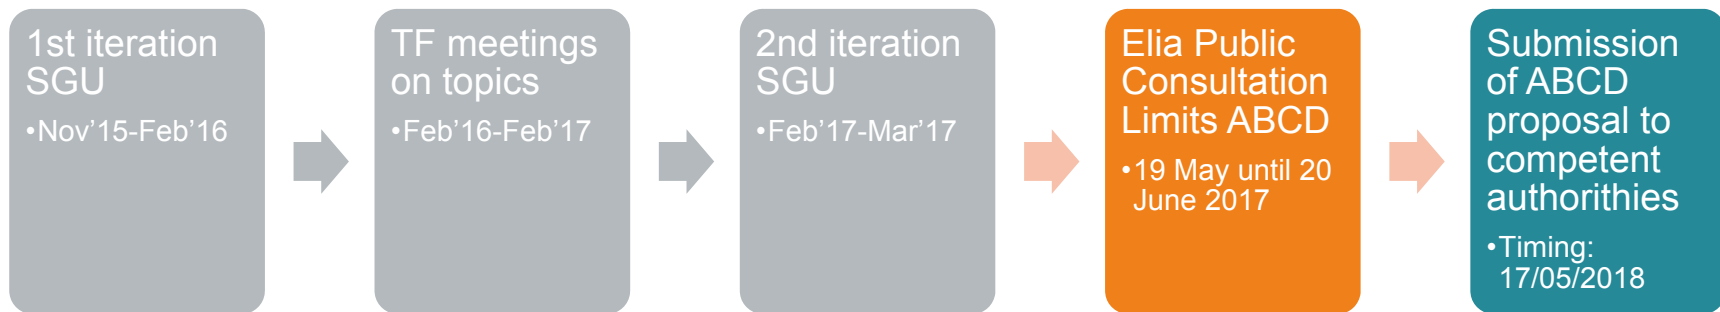 1st iteration
SGU
•Nov’15-Feb’16
TF meetings
on topics
•Feb’16-Feb’17
2nd iteration
SGU
•Feb’17-Mar’17
Elia Public
Consultation
Limits ABCD
•19 May until 20
June 2017
Submission
of ABCD
proposal to
competent
authorithies
•Timing:
17/05/2018